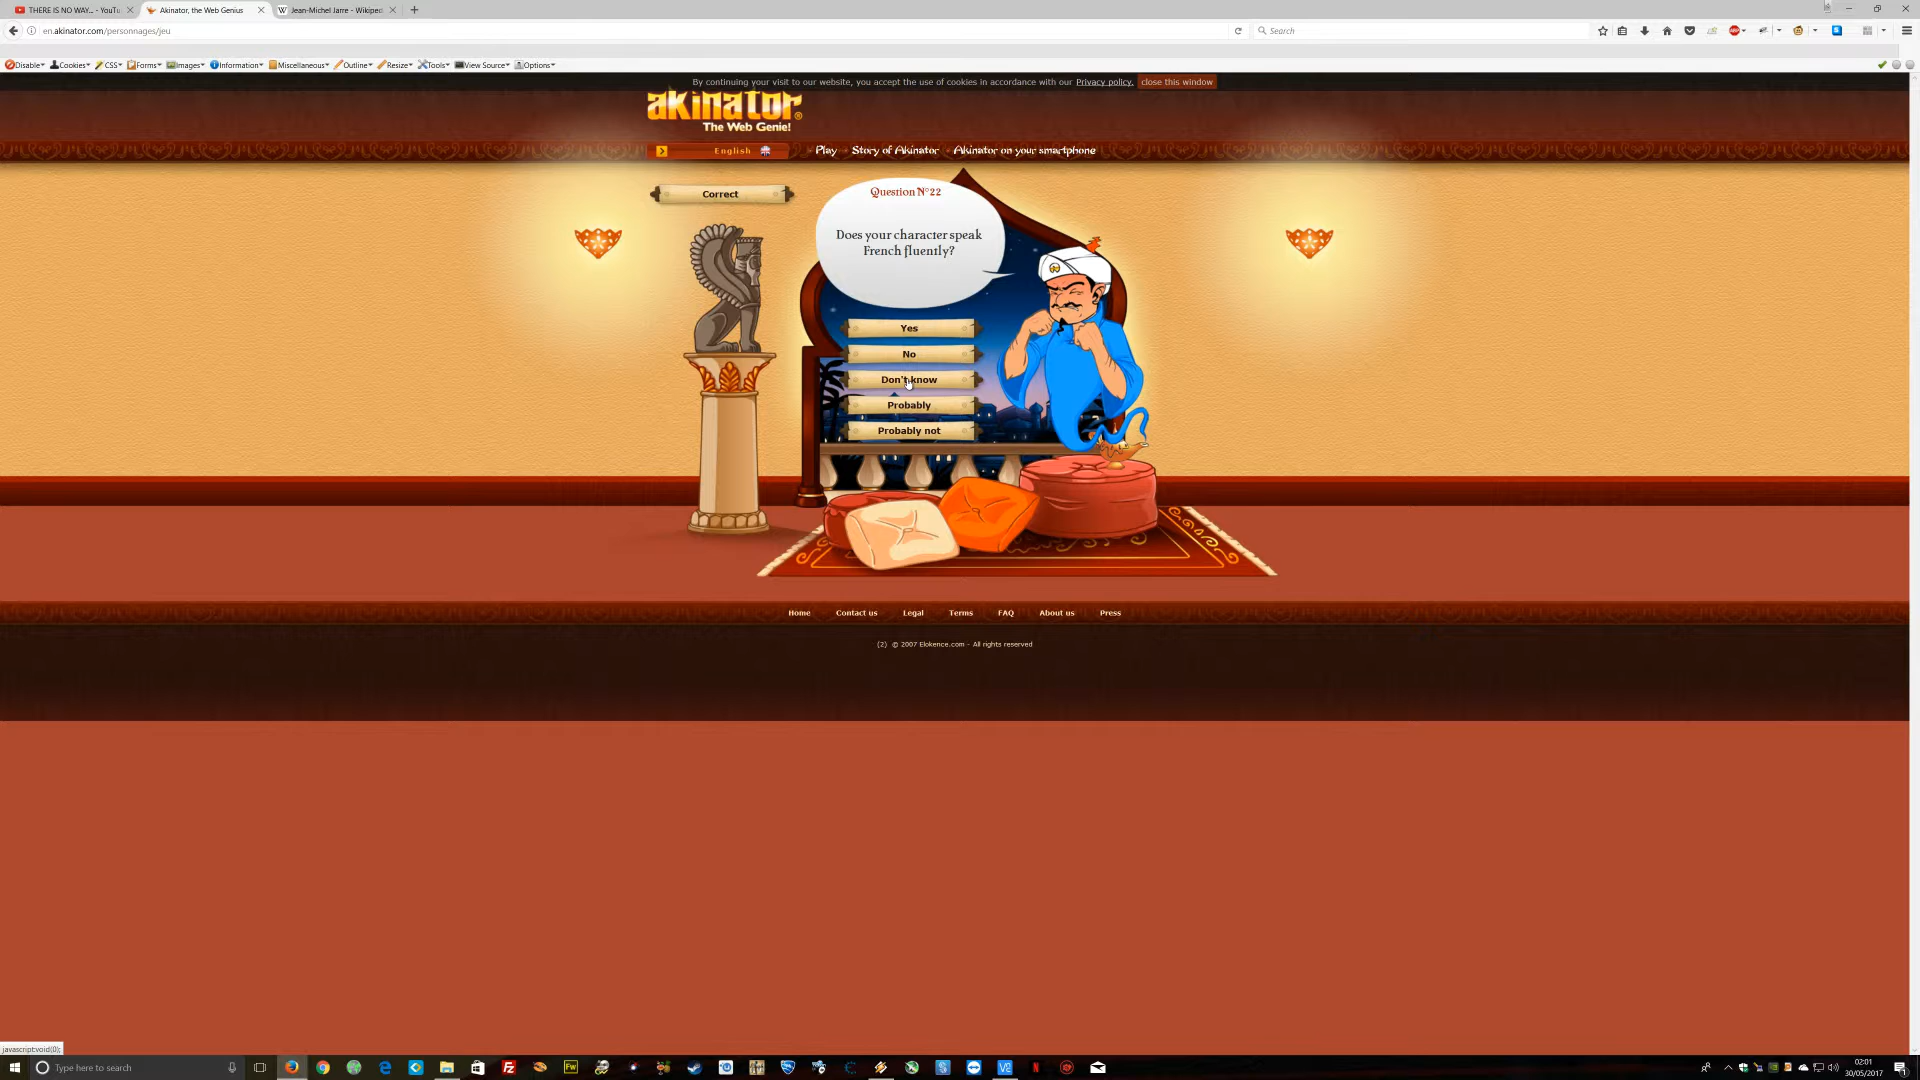 THERE IS NO WAY... - YouTu
Akinator, the Web Genius
Jean-Michel Jarre - Wikiped
en.akinator.com/personnages/jeu
Search
Disable
Cookies
CSS
Forms
Images
Information
Miscellaneous
Outline
Resize
Tools
View Source
Options
By continuing your visit to our website, you accept the use of cookies in accordance with our Privacy policy. close this window
akinator®
The Web Genie!
English
Play
Story of Akinator
Akinator on your smartphone
Correct
Question N°22
Does your character speak
French fluently?
Yes
No
Don't know
Probably
Probably not
Home
Contact us
Legal
Terms
FAQ
About us
Press
(2) © 2007 Elokence.com - All rights reserved
javascript:void(0);
Type here to search
02:01
30/05/2017